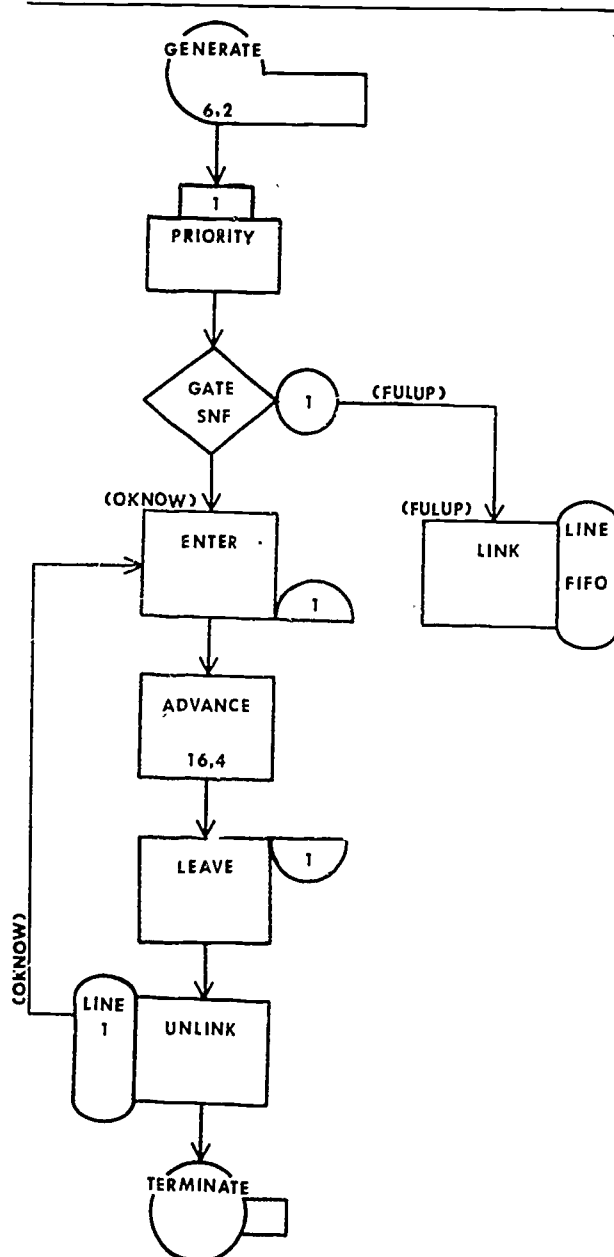 GENERATE
6,2
1
PRIORITY
GATE
SNF
1
(FULUP)
(OKNOW)
ENTER
1
(FULUP)
LINK
LINE
FIFO
ADVANCE
16,4
LEAVE
1
(OKNOW)
LINE
1
UNLINK
TERMINATE